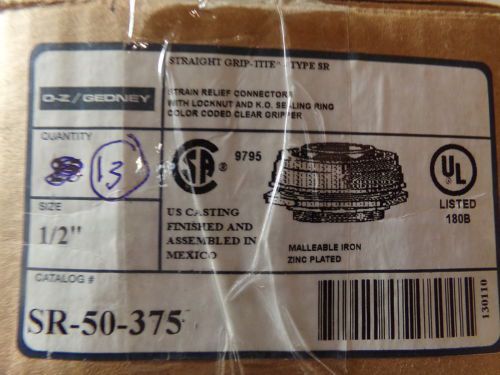 STRAIGHT GRIP-TITE® TYPE SR
O-Z/GEDNEY
STRAIN RELIEF CONNECTORS
WITH LOCKNUT AND K.O. SEALING RING
COLOR CODED CLEAR GRIPPER
QUANTITY
13
SA ® 9795
UL
LISTED
180B
SIZE
1/2"
US CASTING
FINISHED AND
ASSEMBLED IN
MEXICO
MALLEABLE IRON
ZINC PLATED
CATALOG #
SR-50-375
130110